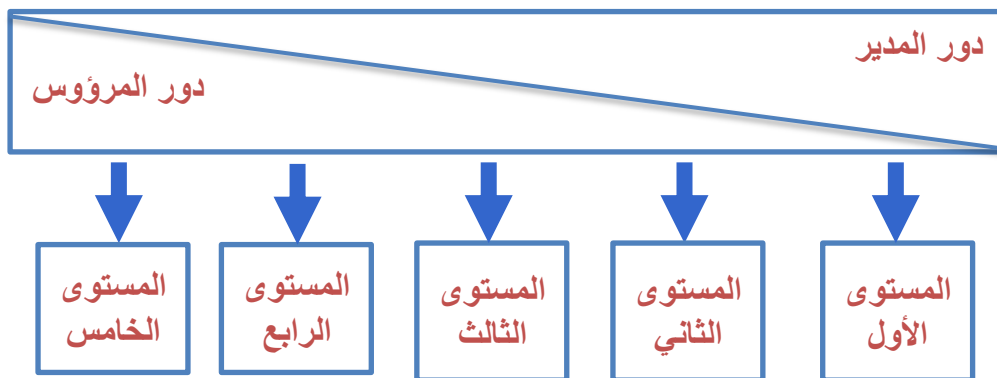 دور المدير
دور المرؤوس
المستوى
الأول
المستوى
الثاني
المستوى
الثالث
المستوى
الرابع
المستوى
الخامس